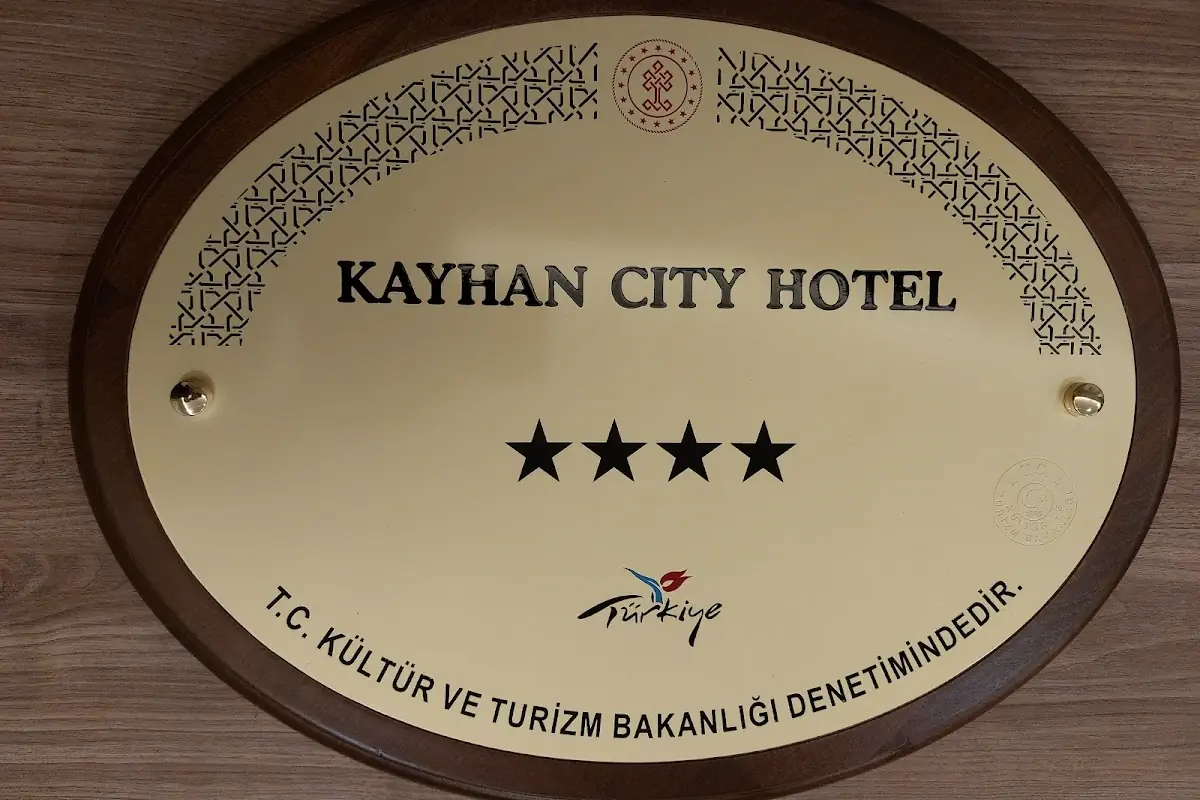 KAYHAN CITY HOTEL
Türkiye
T.C. KÜLTÜR VE TURİZM BAKANLIĞI DENETİMİNDEDİR.